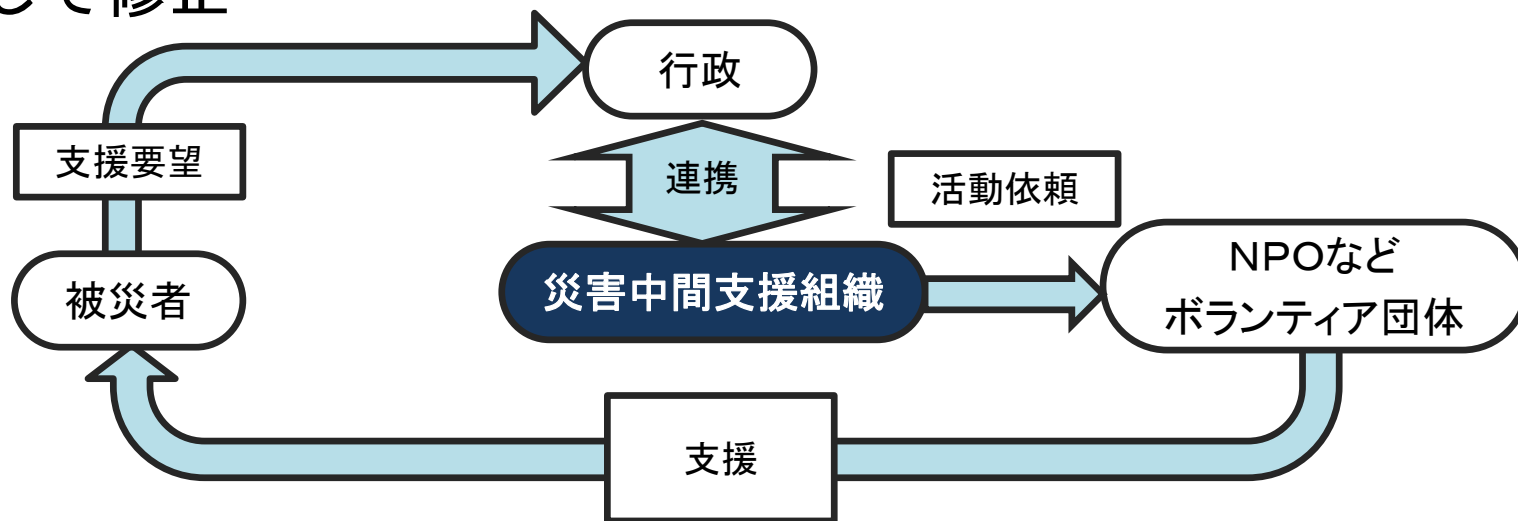 して修正
行政
支援要望
連携
活動依頼
被災者
災害中間支援組織
NPOなど
ボランティア団体
支援